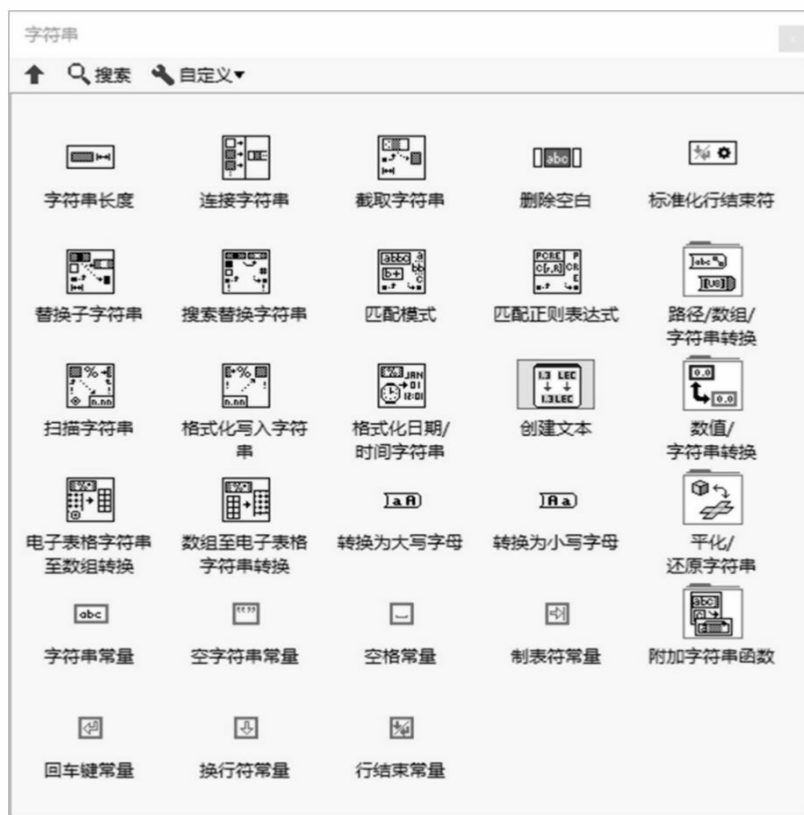 字符串
搜索 自定义▾
字符串长度 连接字符串 截取字符串 删除空白 标准化行结束符
替换子字符串 搜索替换字符串 匹配模式 匹配正则表达式 路径/数组/
字符串转换
扫描字符串 格式化写入字符 格式化日期/ 创建文本 数值/
串 时间字符串 字符串转换
电子表格字符串 数组至电子表格 转换为大写字母 转换为小写字母 平化/
至数组转换 字符串转换 还原字符串
字符串常量 空字符串常量 空格常量 制表符常量 附加字符串函数
回车键常量 换行符常量 行结束常量